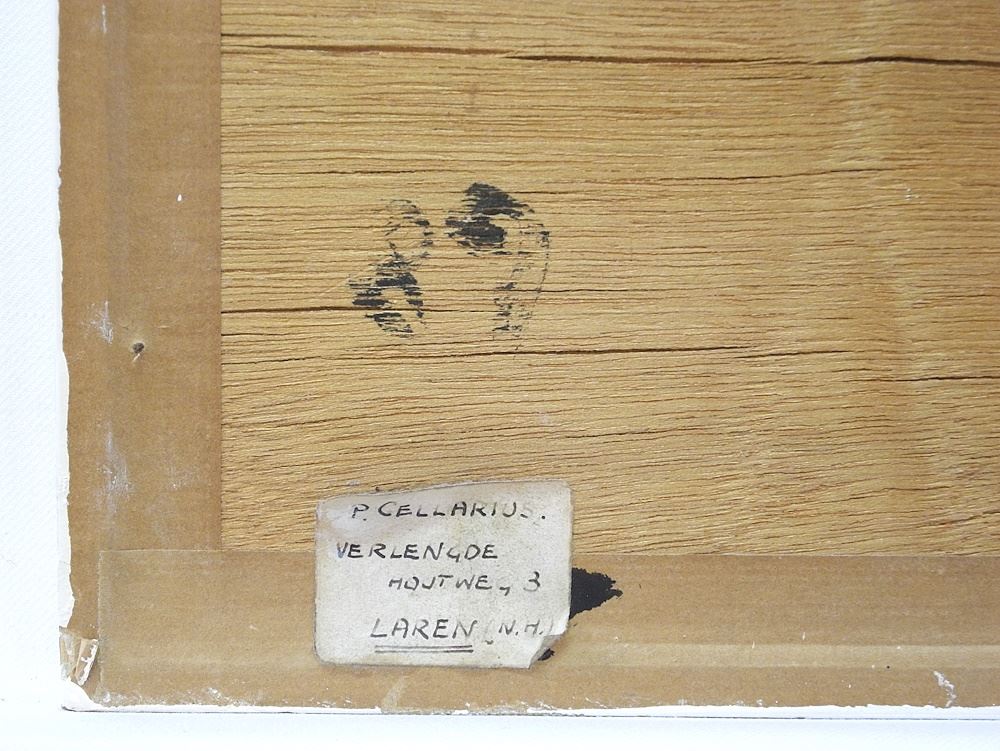 P. CELLARIUS.
VERLENGDE
HOUTWEG 3
LAREN (N.H.)